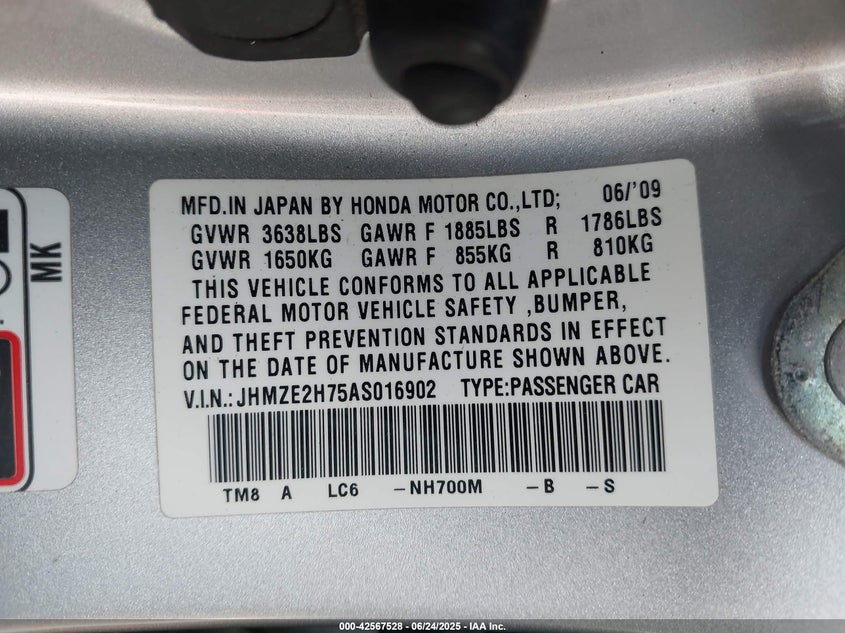 MFD.IN JAPAN BY HONDA MOTOR CO.,LTD; 06/'09
GVWR 3638LBS GAWR F 1885LBS R 1786LBS
GVWR 1650KG GAWR F 855KG R 810KG
THIS VEHICLE CONFORMS TO ALL APPLICABLE
FEDERAL MOTOR VEHICLE SAFETY ,BUMPER,
AND THEFT PREVENTION STANDARDS IN EFFECT
ON THE DATE OF MANUFACTURE SHOWN ABOVE.
V.I.N.:JHMZE2H75AS016902 TYPE:PASSENGER CAR
TM8 A LC6 -NH700M -B -S
MK
000-42567528 - 06/24/2025 - IAA Inc.